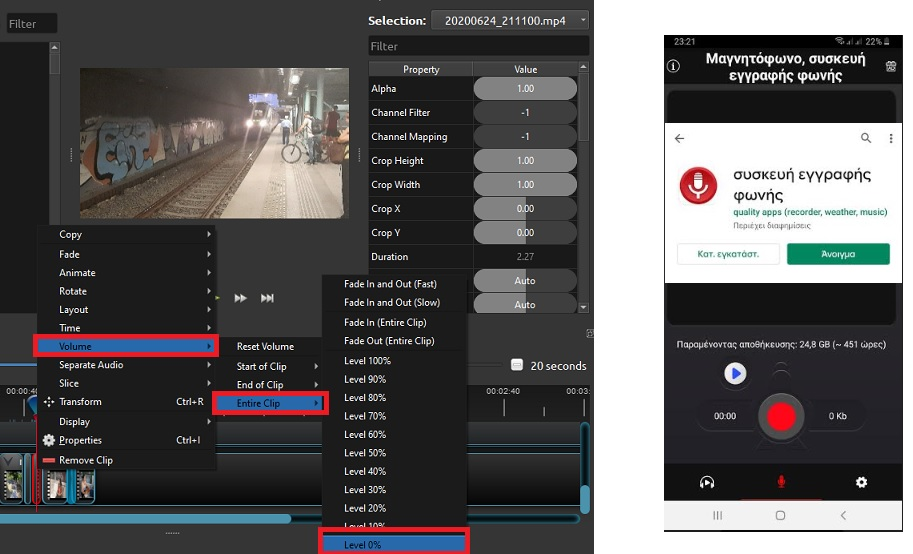 Filter
Selection: 20200624_211100.mp4
Filter
Property Value
Alpha 1.00
Channel Filter -1
Channel Mapping -1
Crop Height 1.00
Crop Width 1.00
Crop X 0.00
Crop Y 0.00
Duration 2.27
Auto
Auto
Copy
Fade
Animate
Rotate
Layout
Time
Volume
Separate Audio
Slice
Transform Ctrl+R
Display
Properties Ctrl+I
Remove Clip
Reset Volume
Start of Clip
End of Clip
Entire Clip
Fade In and Out (Fast)
Fade In and Out (Slow)
Fade In (Entire Clip)
Fade Out (Entire Clip)
Level 100%
Level 90%
Level 80%
Level 70%
Level 60%
Level 50%
Level 40%
Level 30%
Level 20%
Level 10%
Level 0%
20 seconds
00:00:40
00:02:40
00:03:
23:21 22%
Μαγνητόφωνο, συσκευή
εγγραφής φωνής
συσκευή εγγραφής
φωνής
quality apps (recorder, weather, music)
Περιέχει διαφημίσεις
Κατ. εγκατάστ. Άνοιγμα
Παραμένοντας αποθήκευσης: 24,8 GB (~ 451 ώρες)
00:00 0 Kb